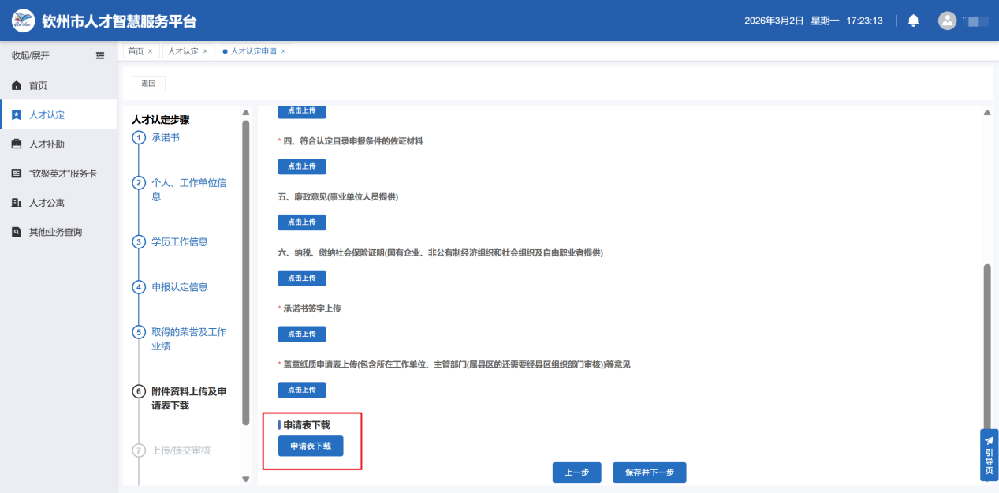 钦州市人才智慧服务平台
2026年3月2日 星期一 17:23:13
收起/展开
首页 × 人才认定 × 人才认定申请 ×
首页
人才认定
人才补助
“钦聚英才”服务卡
人才公寓
其他业务查询
返回
人才认定步骤
1 承诺书
2 个人、工作单位信
息
3 学历工作信息
4 申报认定信息
5 取得的荣誉及工作
业绩
6 附件资料上传及申
请表下载
7 上传/提交审核
点击上传
* 四、符合认定目录申报条件的佐证材料
点击上传
五、廉政意见(事业单位人员提供)
点击上传
六、纳税、缴纳社会保险证明(国有企业、非公有制经济组织和社会组织及自由职业者提供)
点击上传
* 承诺书签字上传
点击上传
* 盖章纸质申请表上传(包含所在工作单位、主管部门(属县区的还需要经县区组织部门审核))等意见
点击上传
申请表下载
申请表下载
上一步 保存并下一步
引导页